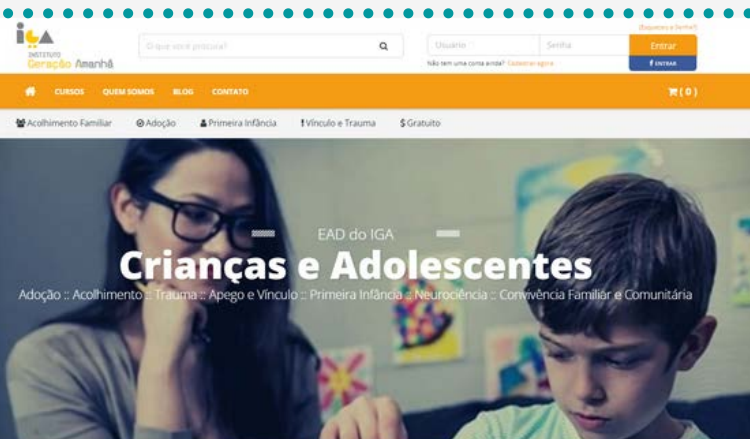 (Esqueceu a Senha?)
iGA
INSTITUTO
Geração Amanhã
O que você procura?
Usuário
Senha
Entrar
Não tem uma conta ainda? Cadastrar agora
f ENTRAR
CURSOS
QUEM SOMOS
BLOG
CONTATO
( 0 )
Acolhimento Familiar
Adoção
Primeira Infância
Vínculo e Trauma
Gratuito
EAD do IGA
Crianças e Adolescentes
Adoção :: Acolhimento :: Trauma :: Apego e Vínculo :: Primeira Infância :: Neurociência :: Convivência Familiar e Comunitária